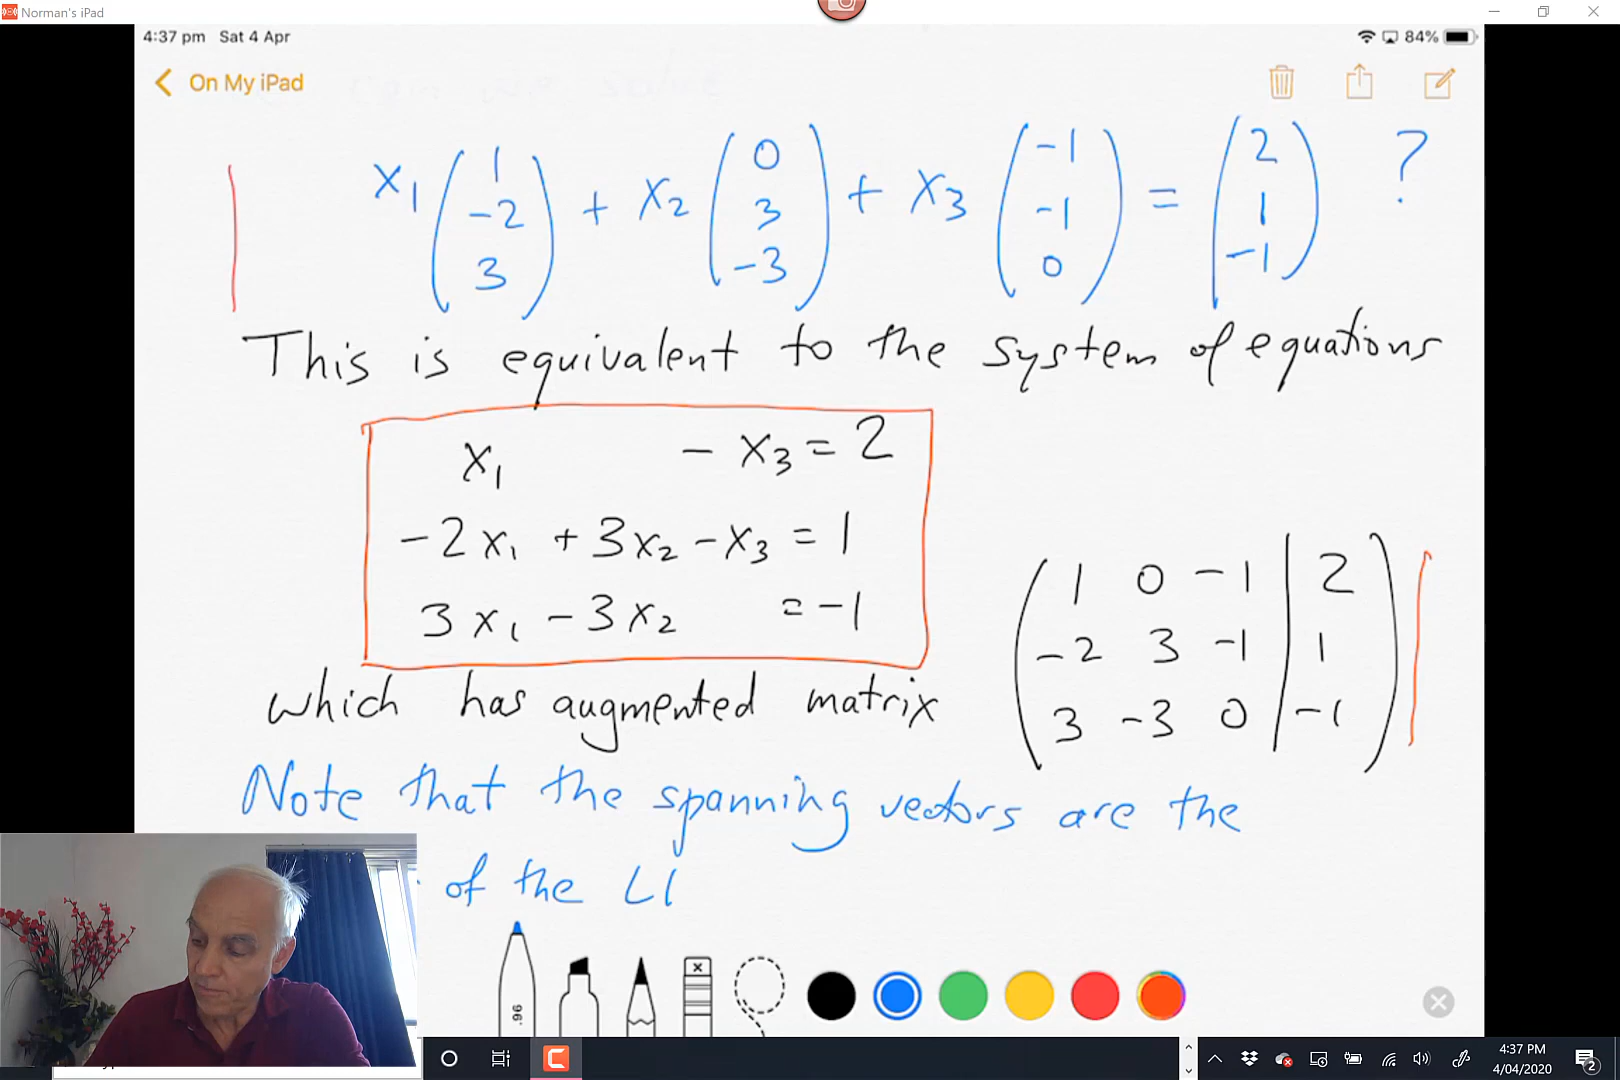 Norman's iPad
4:37 pm Sat 4 Apr
84%
On My iPad
x₁ (1 -2 3) + x₂ (0 3 -3) + x₃ (-1 -1 0) = (2 1 -1) ?
This is equivalent to the system of equations
x₁ - x₃ = 2
-2x₁ + 3x₂ - x₃ = 1
3x₁ - 3x₂ = -1
1 0 -1 | 2
-2 3 -1 | 1
3 -3 0 | -1
which has augmented matrix
Note that the spanning vectors are the
of the LI
96
4:37 PM
4/04/2020
2